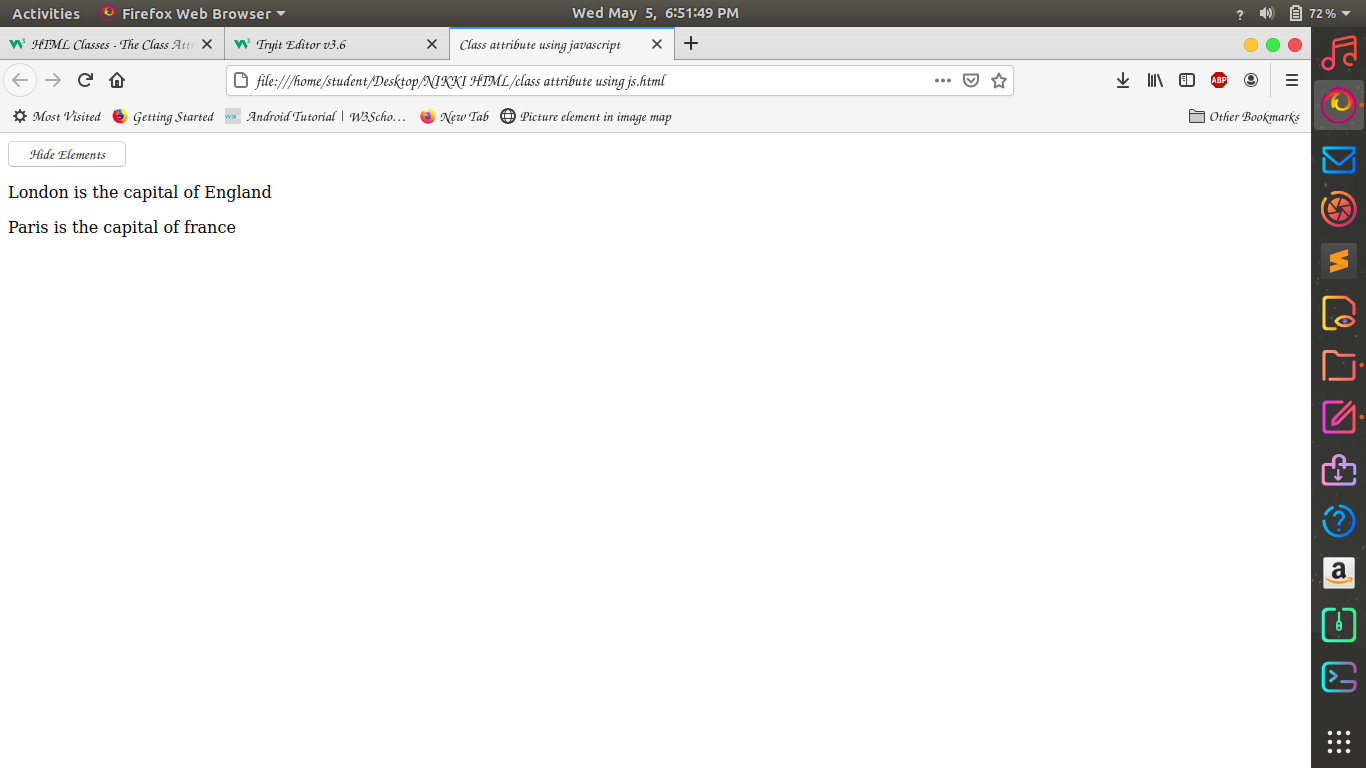 Activities Firefox Web Browser Wed May 5, 6:51:49 PM ? 72 %
HTML Classes - The Class Att Tryit Editor v3.6 Class attribute using javascript
file:///home/student/Desktop/NIKKI HTML/class attribute using js.html ABP
Most Visited Getting Started Android Tutorial | W3Scho… New Tab Picture element in image map Other Bookmarks
Hide Elements
London is the capital of England
Paris is the capital of france